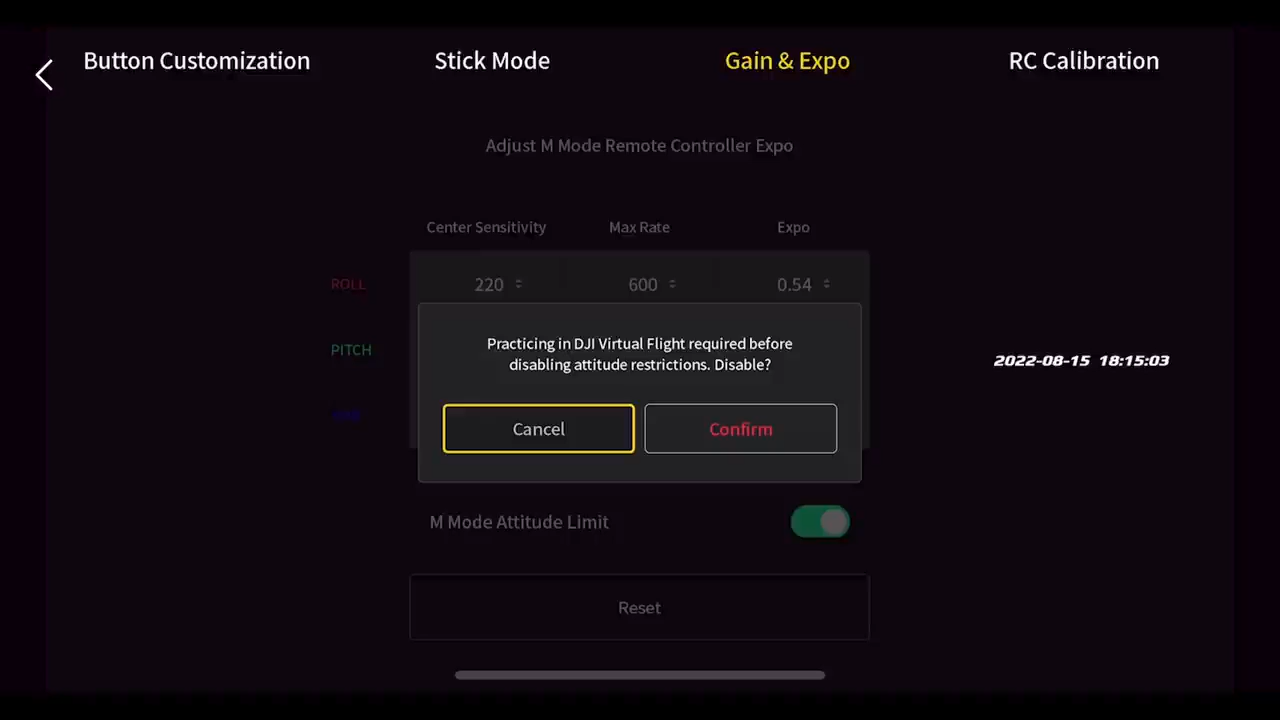 Button Customization
Stick Mode
Gain & Expo
RC Calibration
Adjust M Mode Remote Controller Expo
Center Sensitivity
Max Rate
Expo
ROLL
220
600
0.54
PITCH
Practicing in DJI Virtual Flight required before
disabling attitude restrictions. Disable?
2022-08-15 18:15:03
Cancel
Confirm
M Mode Attitude Limit
Reset